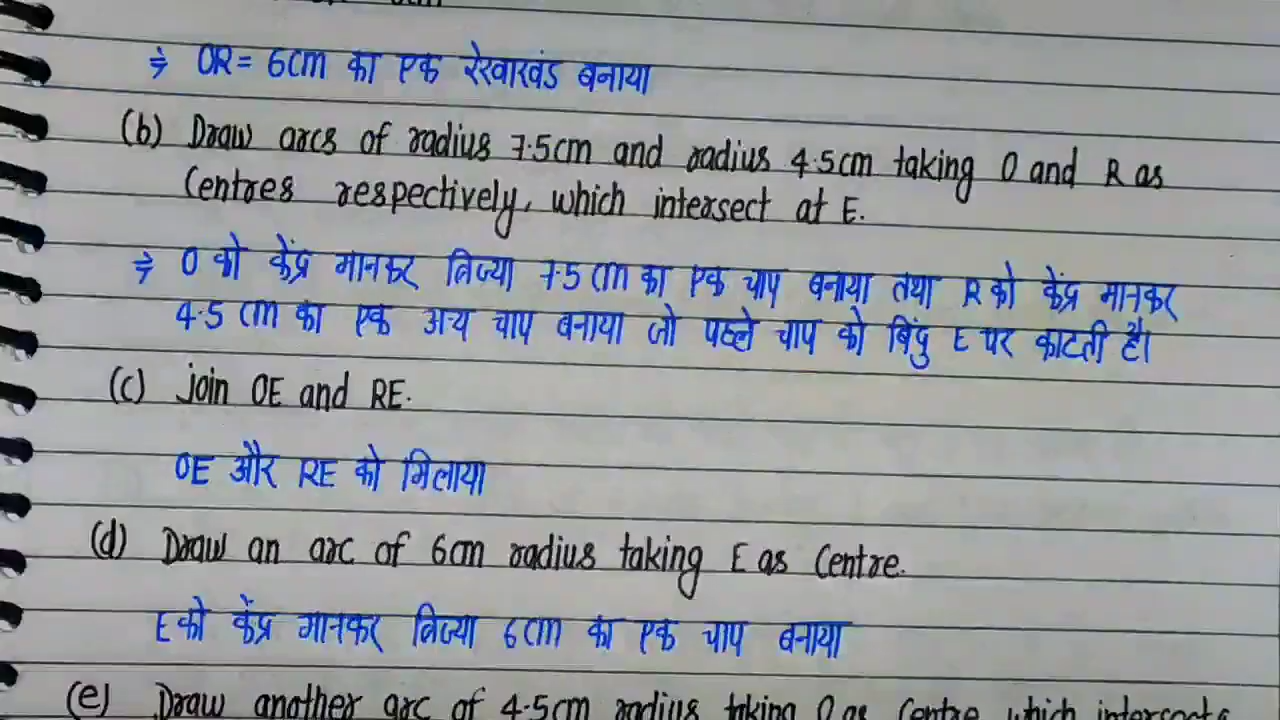 ⇒ OR = 6cm का एक रेखाखंड बनाया
(b) Draw arcs of radius 7.5cm and radius 4.5cm taking O and R as
Centres respectively, which intersect at E.
⇒ O को केंद्र मानकर त्रिज्या 7.5 cm का एक चाप बनाया तथा R को केंद्र मानकर
4.5 cm का एक अन्य चाप बनाया जो पहले चाप को बिंदु E पर काटती है।
(c) join OE and RE.
OE और RE को मिलाया
(d) Draw an arc of 6cm radius taking E as Centre.
E को केंद्र मानकर त्रिज्या 6cm का एक चाप बनाया
(e) Draw another arc of 4.5cm radius taking O as Centre which intersects